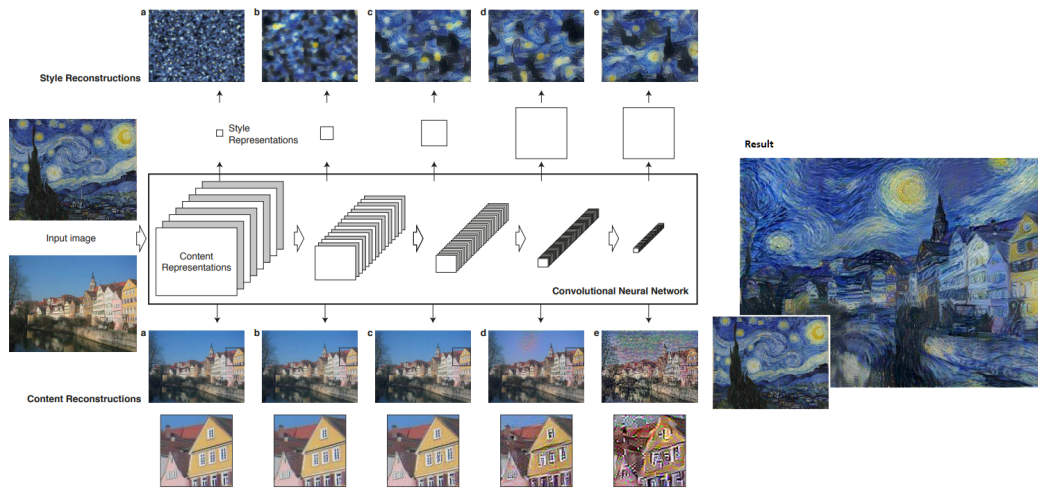 a
b
c
d
e
Style Reconstructions
Style
Representations
Input image
Content
Representations
Convolutional Neural Network
a
b
c
d
e
Content Reconstructions
Result